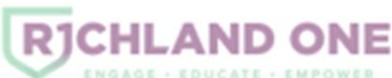 RICHLAND ONE
ENGAGE • EDUCATE • EMPOWER